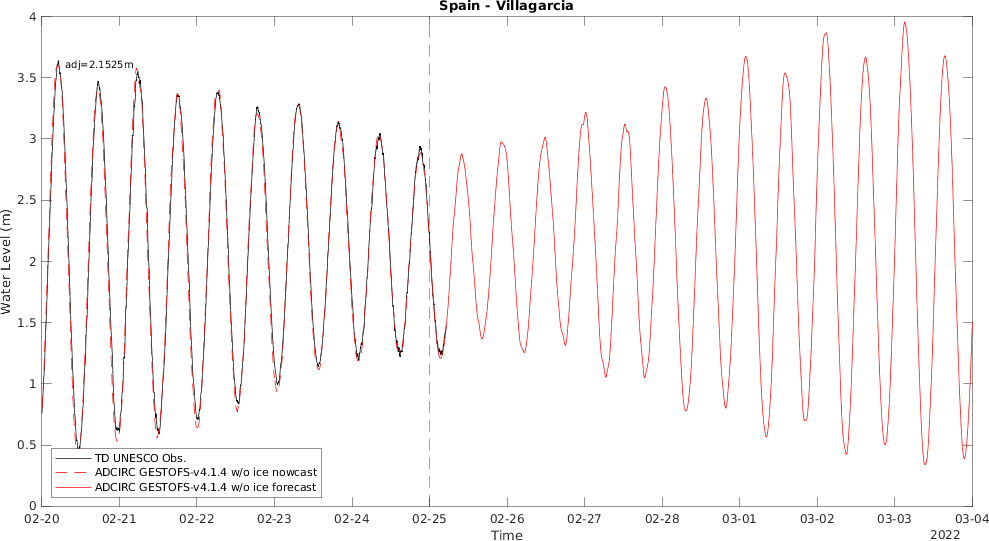 Spain - Villagarcia
adj=2.1525m
Water Level (m)
4
3.5
3
2.5
2
1.5
1
0.5
0
TD UNESCO Obs.
ADCIRC GESTOFS-v4.1.4 w/o ice nowcast
ADCIRC GESTOFS-v4.1.4 w/o ice forecast
02-20 02-21 02-22 02-23 02-24 02-25 02-26 02-27 02-28 03-01 03-02 03-03 03-04
Time
2022